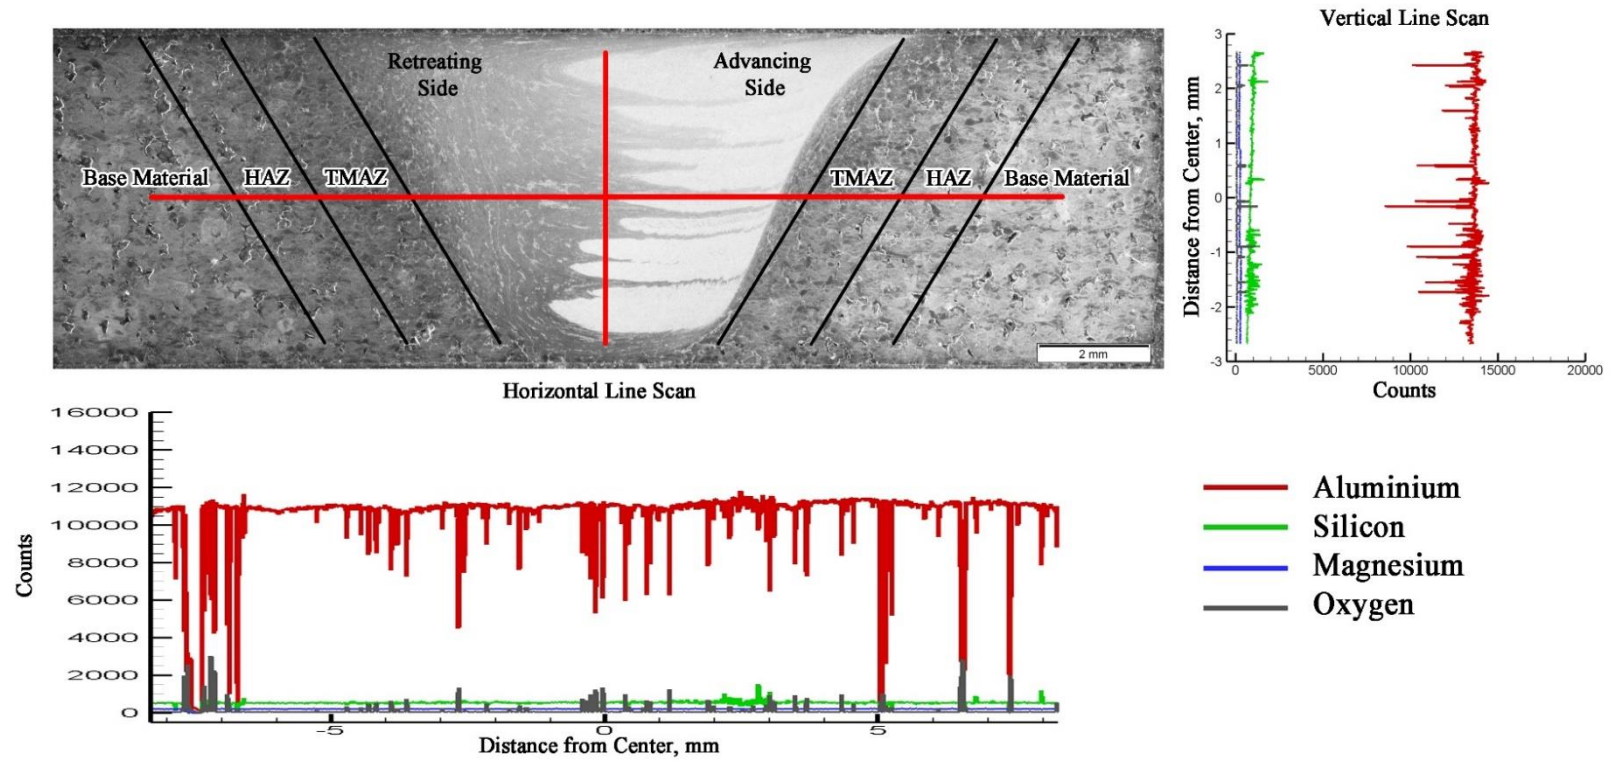 Vertical Line Scan
Retreating
Side
Advancing
Side
Base Material
HAZ
TMAZ
TMAZ
HAZ
Base Material
2 mm
3
2
1
0
-1
-2
-3
Distance from Center, mm
0
5000
10000
15000
20000
Counts
Horizontal Line Scan
16000
14000
12000
10000
8000
6000
4000
2000
0
Counts
-5
0
5
Distance from Center, mm
Aluminium
Silicon
Magnesium
Oxygen